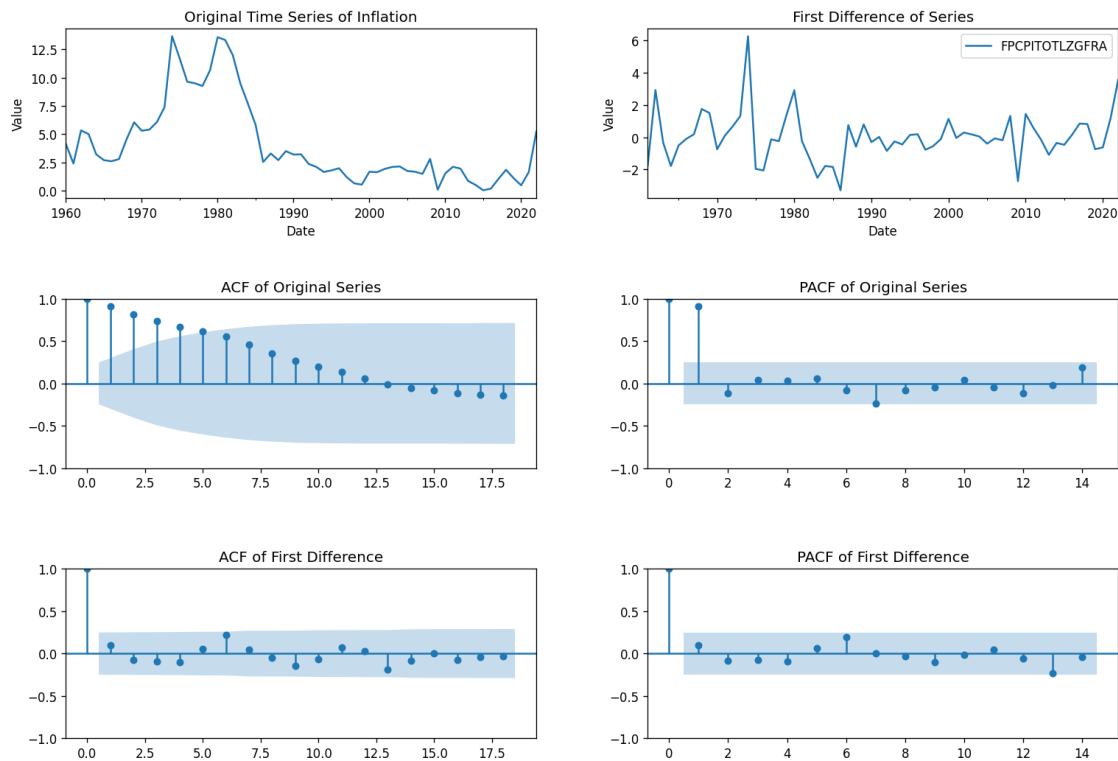 Original Time Series of Inflation
Value
12.5
10.0
7.5
5.0
2.5
0.0
1960 1970 1980 1990 2000 2010 2020
Date
First Difference of Series
FPCPITOTLZGFRA
Value
6
4
2
0
−2
1970 1980 1990 2000 2010 2020
Date
ACF of Original Series
1.0
0.5
0.0
−0.5
−1.0
0.0 2.5 5.0 7.5 10.0 12.5 15.0 17.5
PACF of Original Series
1.0
0.5
0.0
−0.5
−1.0
0 2 4 6 8 10 12 14
ACF of First Difference
1.0
0.5
0.0
−0.5
−1.0
0.0 2.5 5.0 7.5 10.0 12.5 15.0 17.5
PACF of First Difference
1.0
0.5
0.0
−0.5
−1.0
0 2 4 6 8 10 12 14